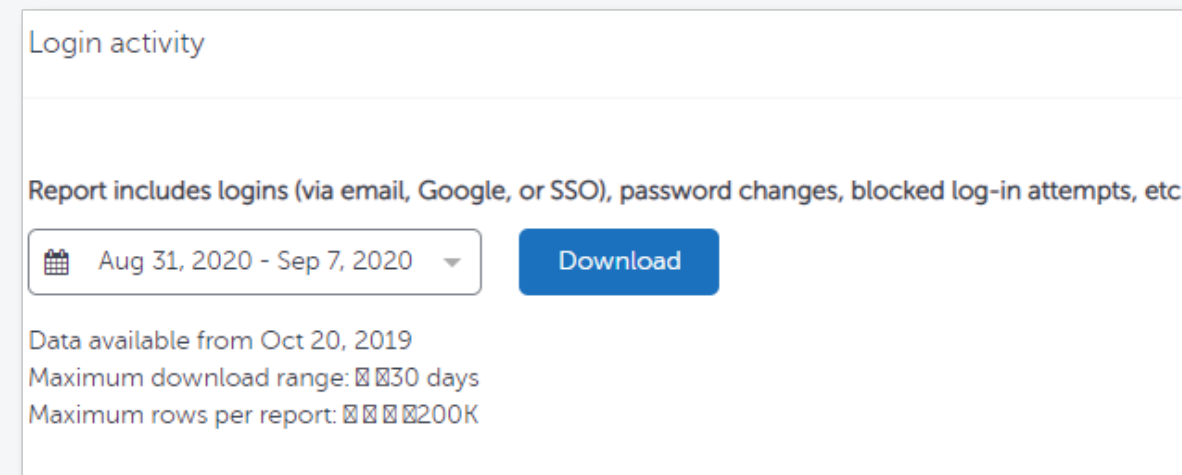 Login activity
Report includes logins (via email, Google, or SSO), password changes, blocked log-in attempts, etc
Aug 31, 2020 - Sep 7, 2020
Download
Data available from Oct 20, 2019
Maximum download range: 30 days
Maximum rows per report: 200K